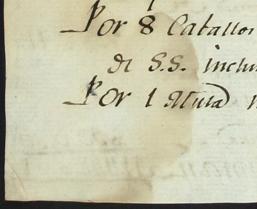 Por 8 Caballos
de S.S. inclu
Por 1 Mula